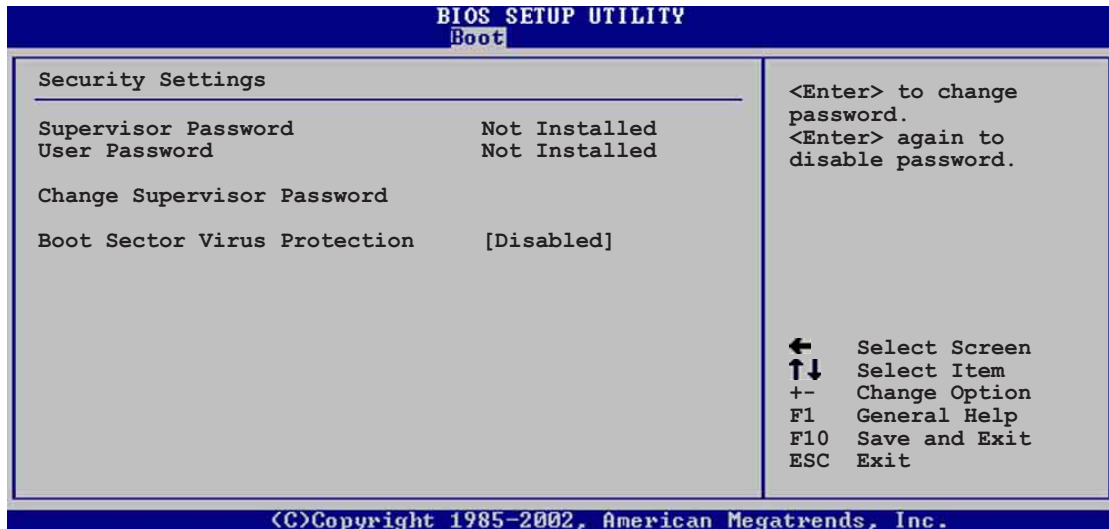 BIOS SETUP UTILITY
Boot
Security Settings
Supervisor Password Not Installed
User Password Not Installed
Change Supervisor Password
Boot Sector Virus Protection [Disabled]
<Enter> to change
password.
<Enter> again to
disable password.
← Select Screen
↑↓ Select Item
+- Change Option
F1 General Help
F10 Save and Exit
ESC Exit
(C)Copyright 1985-2002, American Megatrends, Inc.